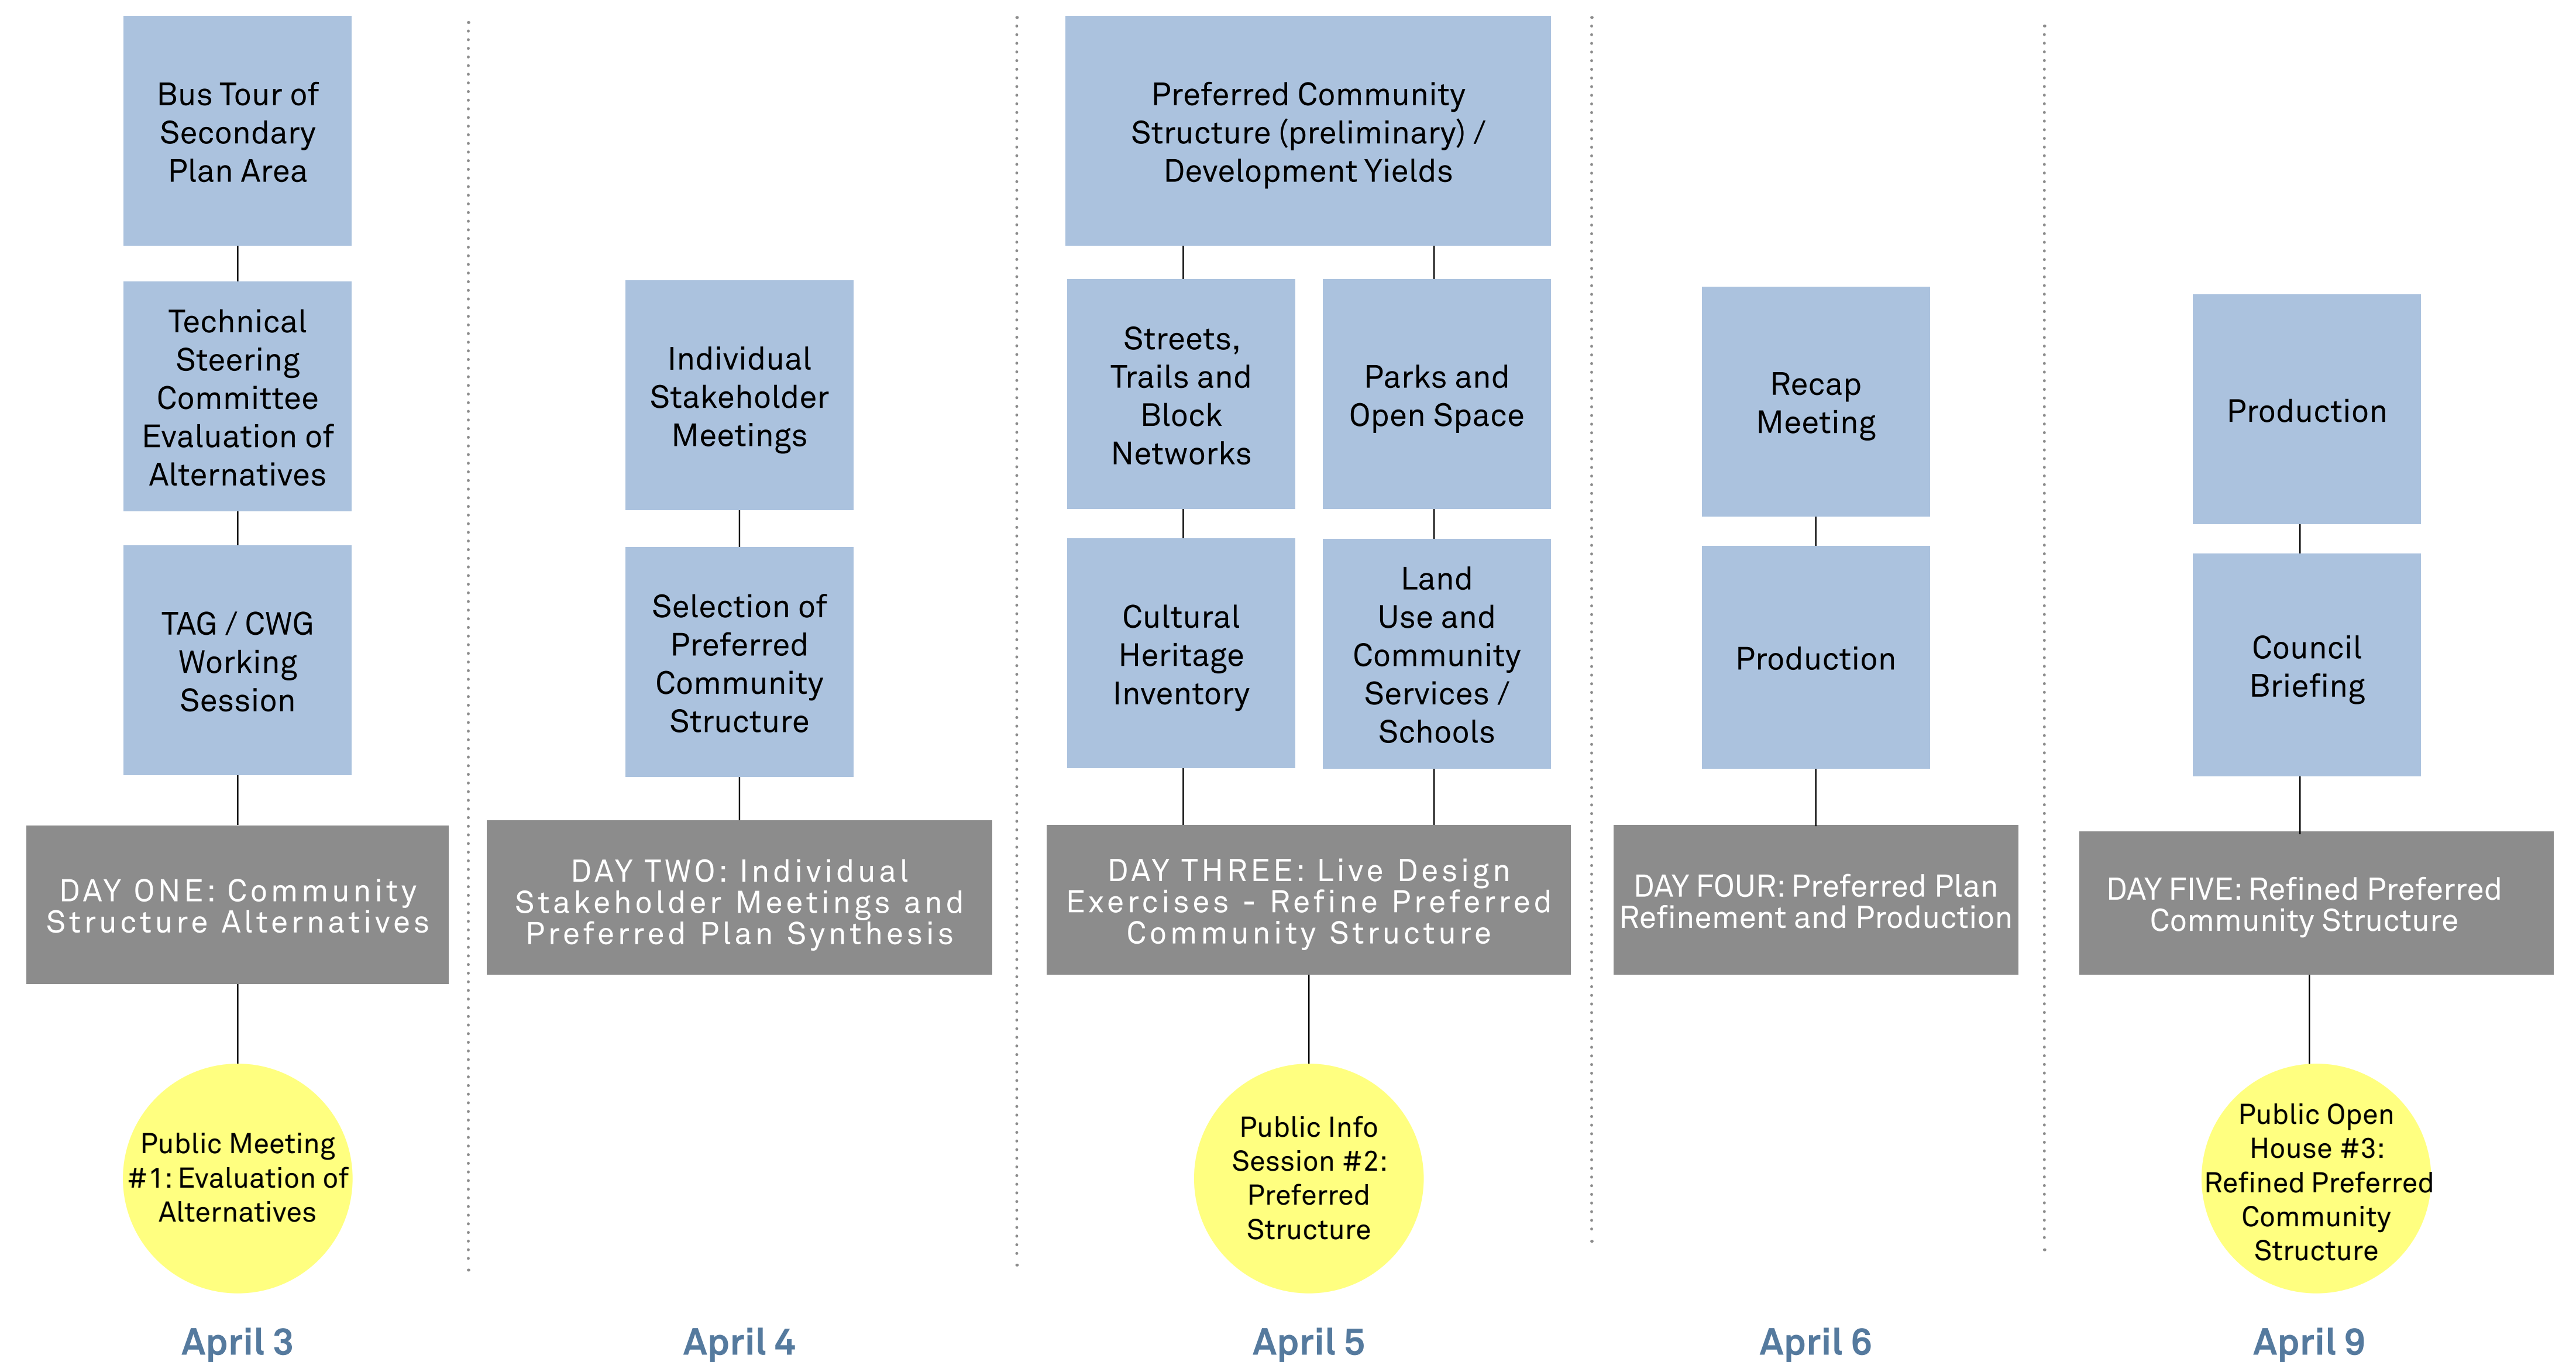 Bus Tour of
Secondary
Plan Area
Technical
Steering
Committee
Evaluation of
Alternatives
TAG / CWG
Working
Session
DAY ONE: Community
Structure Alternatives
Public Meeting
#1: Evaluation of
Alternatives
April 3
Individual
Stakeholder
Meetings
Selection of
Preferred
Community
Structure
DAY TWO: Individual
Stakeholder Meetings and
Preferred Plan Synthesis
April 4
Preferred Community
Structure (preliminary) /
Development Yields
Streets,
Trails and
Block
Networks
Parks and
Open Space
Cultural
Heritage
Inventory
Land
Use and
Community
Services /
Schools
DAY THREE: Live Design
Exercises - Refine Preferred
Community Structure
Public Info
Session #2:
Preferred
Structure
April 5
Recap
Meeting
Production
DAY FOUR: Preferred Plan
Refinement and Production
April 6
Production
Council
Briefing
DAY FIVE: Refined Preferred
Community Structure
Public Open
House #3:
Refined Preferred
Community
Structure
April 9